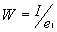 W = I/e₁